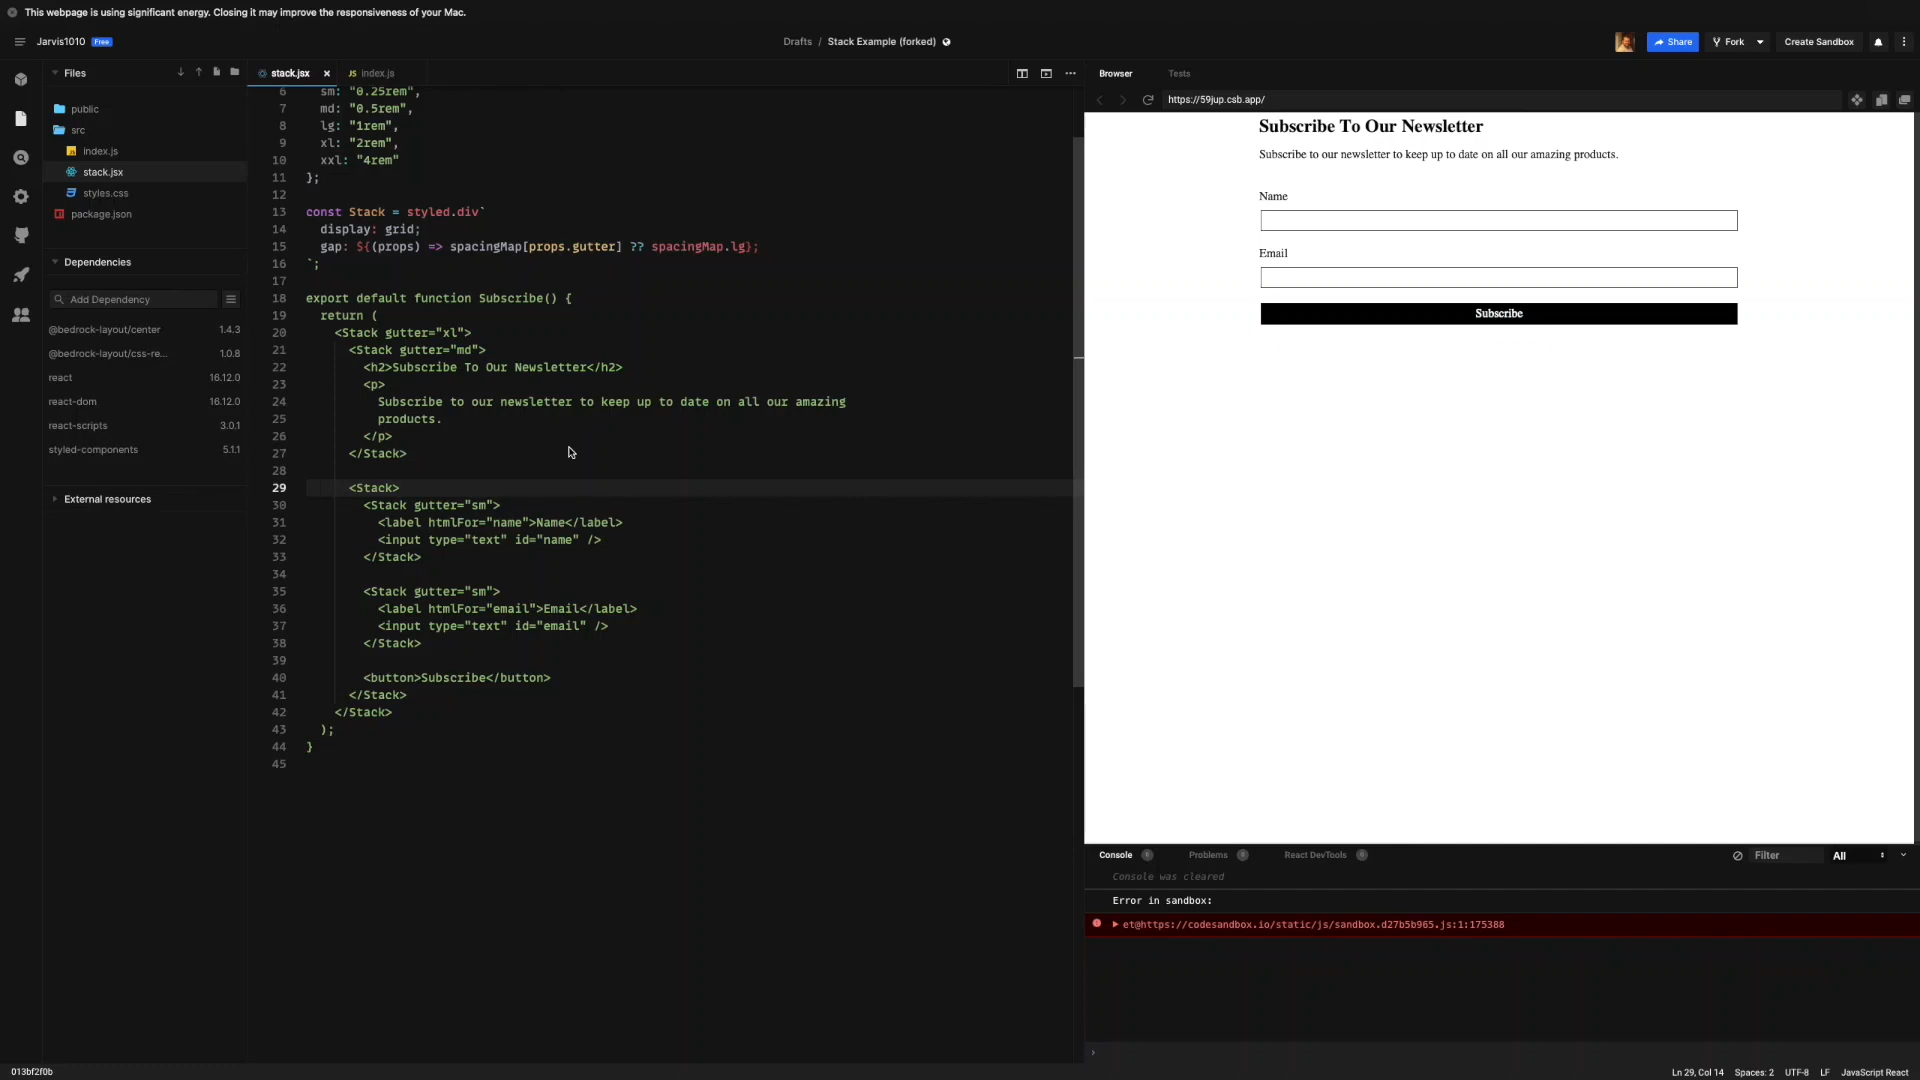 This webpage is using significant energy. Closing it may improve the responsiveness of your Mac.
Jarvis1010 Free
Drafts / Stack Example (forked)
Share
Fork
Create Sandbox
Files
public
src
index.js
stack.jsx
styles.css
package.json
Dependencies
Add Dependency
@bedrock-layout/center 1.4.3
@bedrock-layout/css-re... 1.0.8
react 16.12.0
react-dom 16.12.0
react-scripts 3.0.1
styled-components 5.1.1
External resources
stack.jsx
JS index.js
6 sm: "0.25rem",
7 md: "0.5rem",
8 lg: "1rem",
9 xl: "2rem",
10 xxl: "4rem"
11 };
12
13 const Stack = styled.div`
14 display: grid;
15 gap: ${(props) => spacingMap[props.gutter] ?? spacingMap.lg};
16 `;
17
18 export default function Subscribe() {
19 return (
20 <Stack gutter="xl">
21 <Stack gutter="md">
22 <h2>Subscribe To Our Newsletter</h2>
23 <p>
24 Subscribe to our newsletter to keep up to date on all our amazing
25 products.
26 </p>
27 </Stack>
28
29 <Stack>
30 <Stack gutter="sm">
31 <label htmlFor="name">Name</label>
32 <input type="text" id="name" />
33 </Stack>
34
35 <Stack gutter="sm">
36 <label htmlFor="email">Email</label>
37 <input type="text" id="email" />
38 </Stack>
39
40 <button>Subscribe</button>
41 </Stack>
42 </Stack>
43 );
44 }
45
Browser
Tests
https://59jup.csb.app/
Subscribe To Our Newsletter
Subscribe to our newsletter to keep up to date on all our amazing products.
Name
Email
Subscribe
Console
Problems
React DevTools
Filter
All
Console was cleared
Error in sandbox:
et@https://codesandbox.io/static/js/sandbox.d27b5b965.js:1:175388
013bf2f0b
Ln 29, Col 14 Spaces: 2 UTF-8 LF JavaScript React